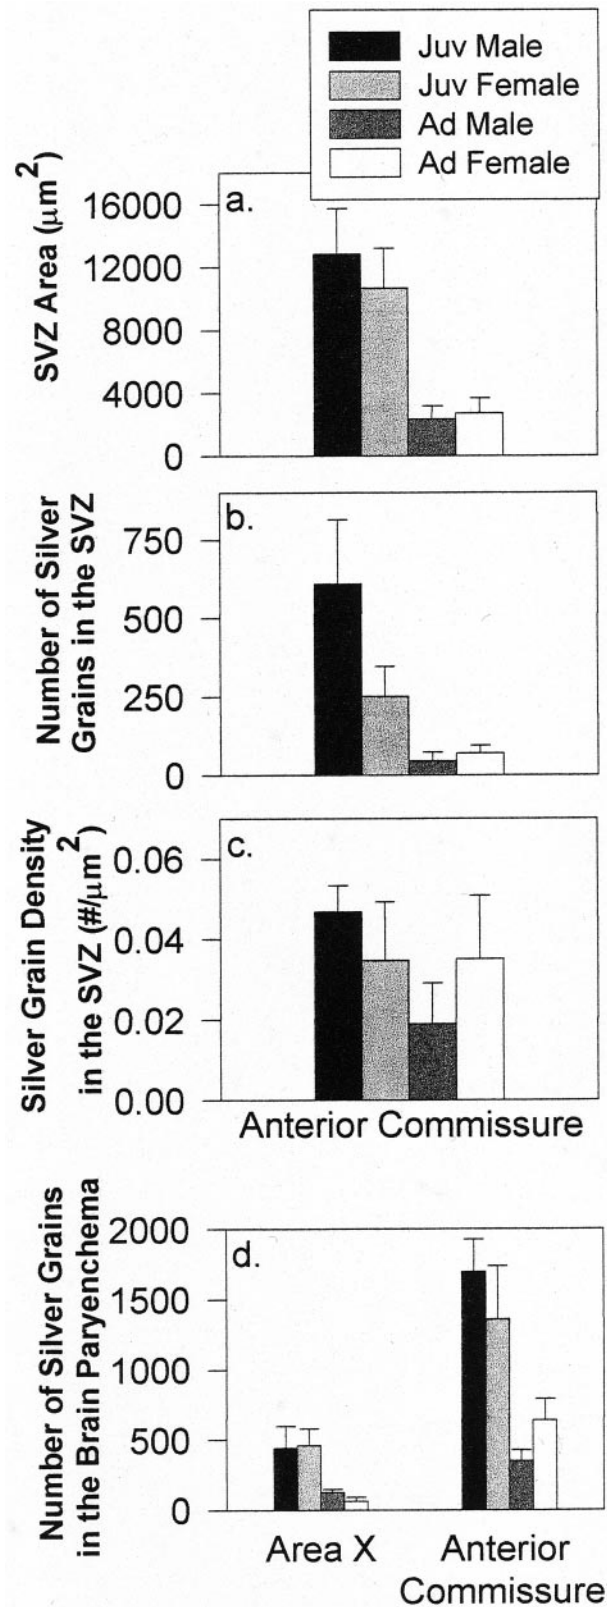 Juv Male
Juv Female
Ad Male
Ad Female
SVZ Area (μm²)
16000
12000
8000
4000
0
a.
Number of Silver
Grains in the SVZ
750
500
250
0
b.
Silver Grain Density
in the SVZ (#/μm²)
0.06
0.04
0.02
0.00
c.
Anterior Commissure
Number of Silver Grains
in the Brain Paryenchema
2000
1500
1000
500
0
d.
Area X
Anterior
Commissure